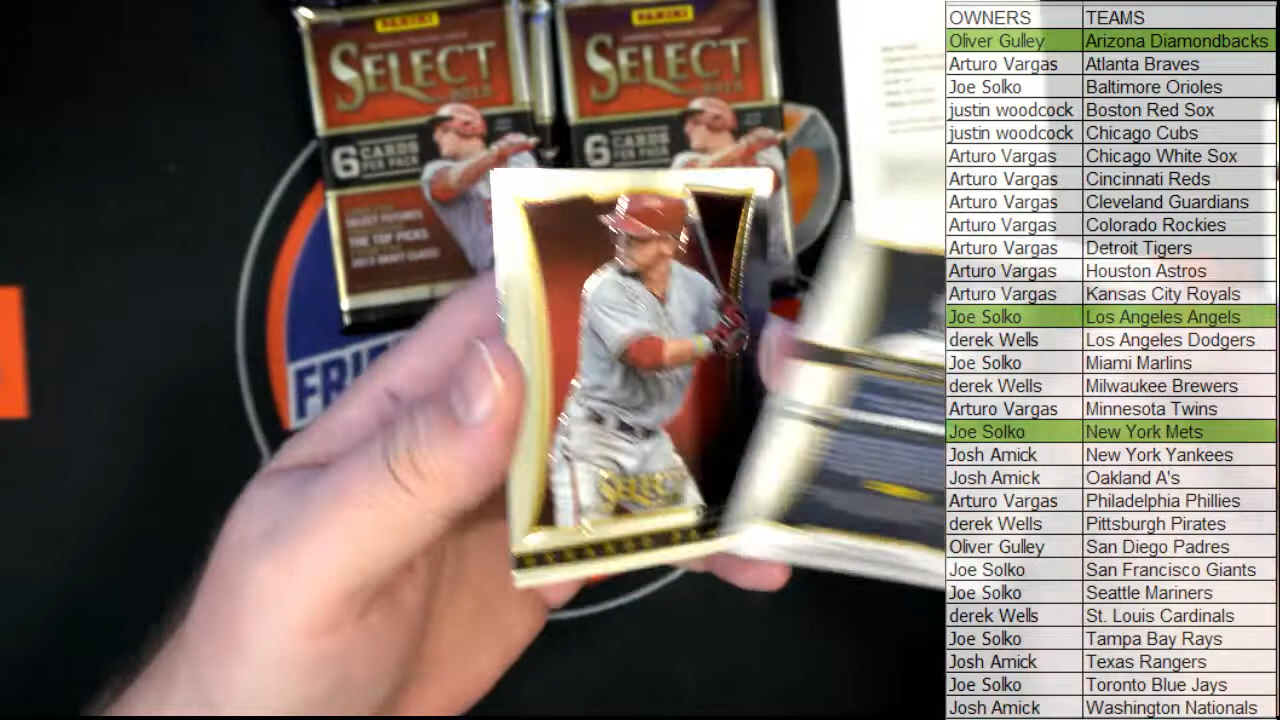 PANINI
SELECT
2013
6 CARDS
PER PACK
THE TOP PICKS
2013 DRAFT CLASS!
PANINI
SELECT
2013
6 CARDS
PER PACK
FRI
SELECT
OWNERS TEAMS
Oliver Gulley Arizona Diamondbacks
Arturo Vargas Atlanta Braves
Joe Solko Baltimore Orioles
justin woodcock Boston Red Sox
justin woodcock Chicago Cubs
Arturo Vargas Chicago White Sox
Arturo Vargas Cincinnati Reds
Arturo Vargas Cleveland Guardians
Arturo Vargas Colorado Rockies
Arturo Vargas Detroit Tigers
Arturo Vargas Houston Astros
Arturo Vargas Kansas City Royals
Joe Solko Los Angeles Angels
derek Wells Los Angeles Dodgers
Joe Solko Miami Marlins
derek Wells Milwaukee Brewers
Arturo Vargas Minnesota Twins
Joe Solko New York Mets
Josh Amick New York Yankees
Josh Amick Oakland A's
Arturo Vargas Philadelphia Phillies
derek Wells Pittsburgh Pirates
Oliver Gulley San Diego Padres
Joe Solko San Francisco Giants
Joe Solko Seattle Mariners
derek Wells St. Louis Cardinals
Joe Solko Tampa Bay Rays
Josh Amick Texas Rangers
Joe Solko Toronto Blue Jays
Josh Amick Washington Nationals